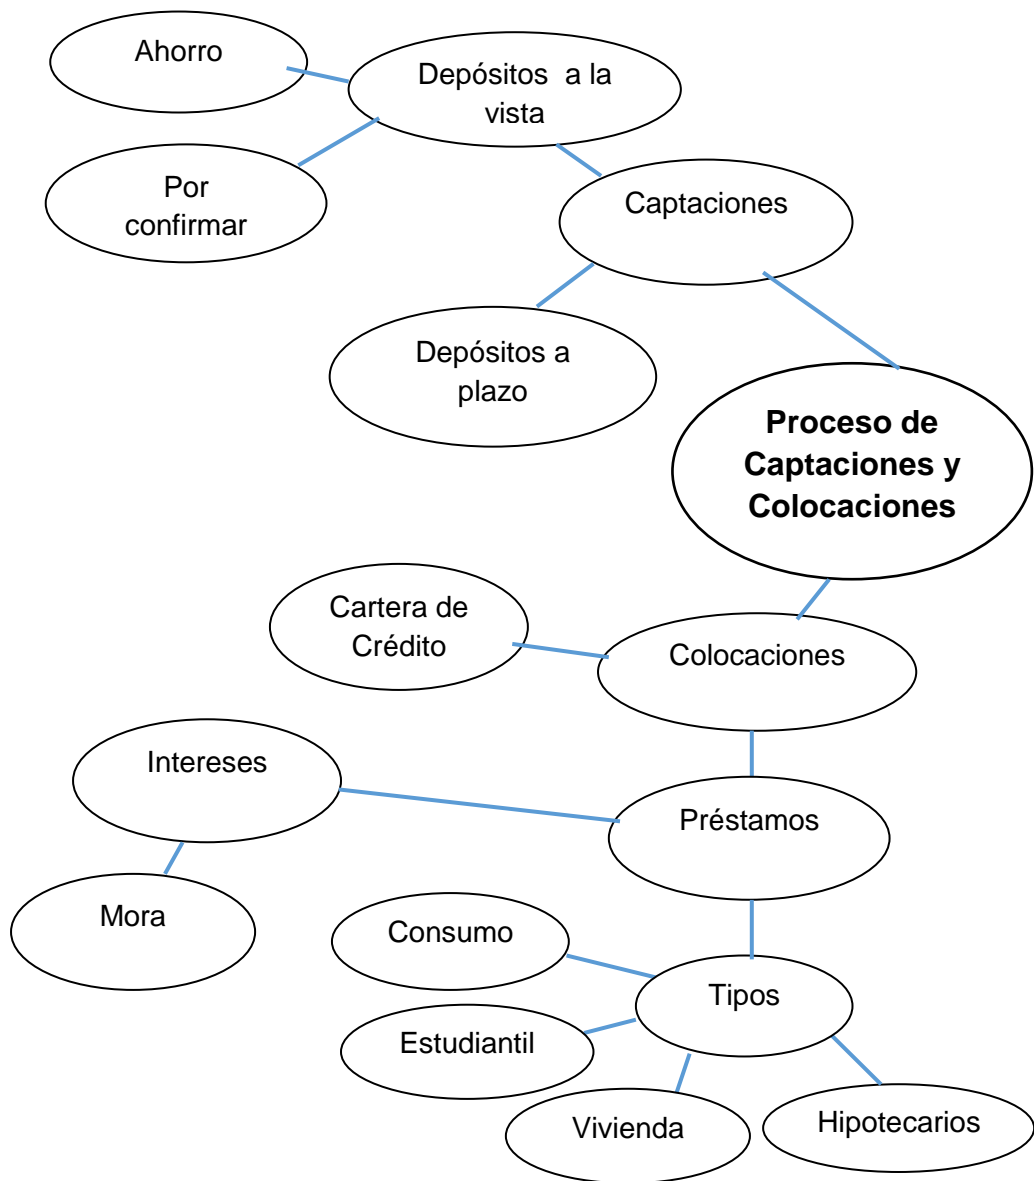 Ahorro
Depósitos a la
vista
Por
confirmar
Captaciones
Depósitos a
plazo
Proceso de
Captaciones y
Colocaciones
Cartera de
Crédito
Colocaciones
Intereses
Préstamos
Mora
Consumo
Tipos
Estudiantil
Vivienda
Hipotecarios